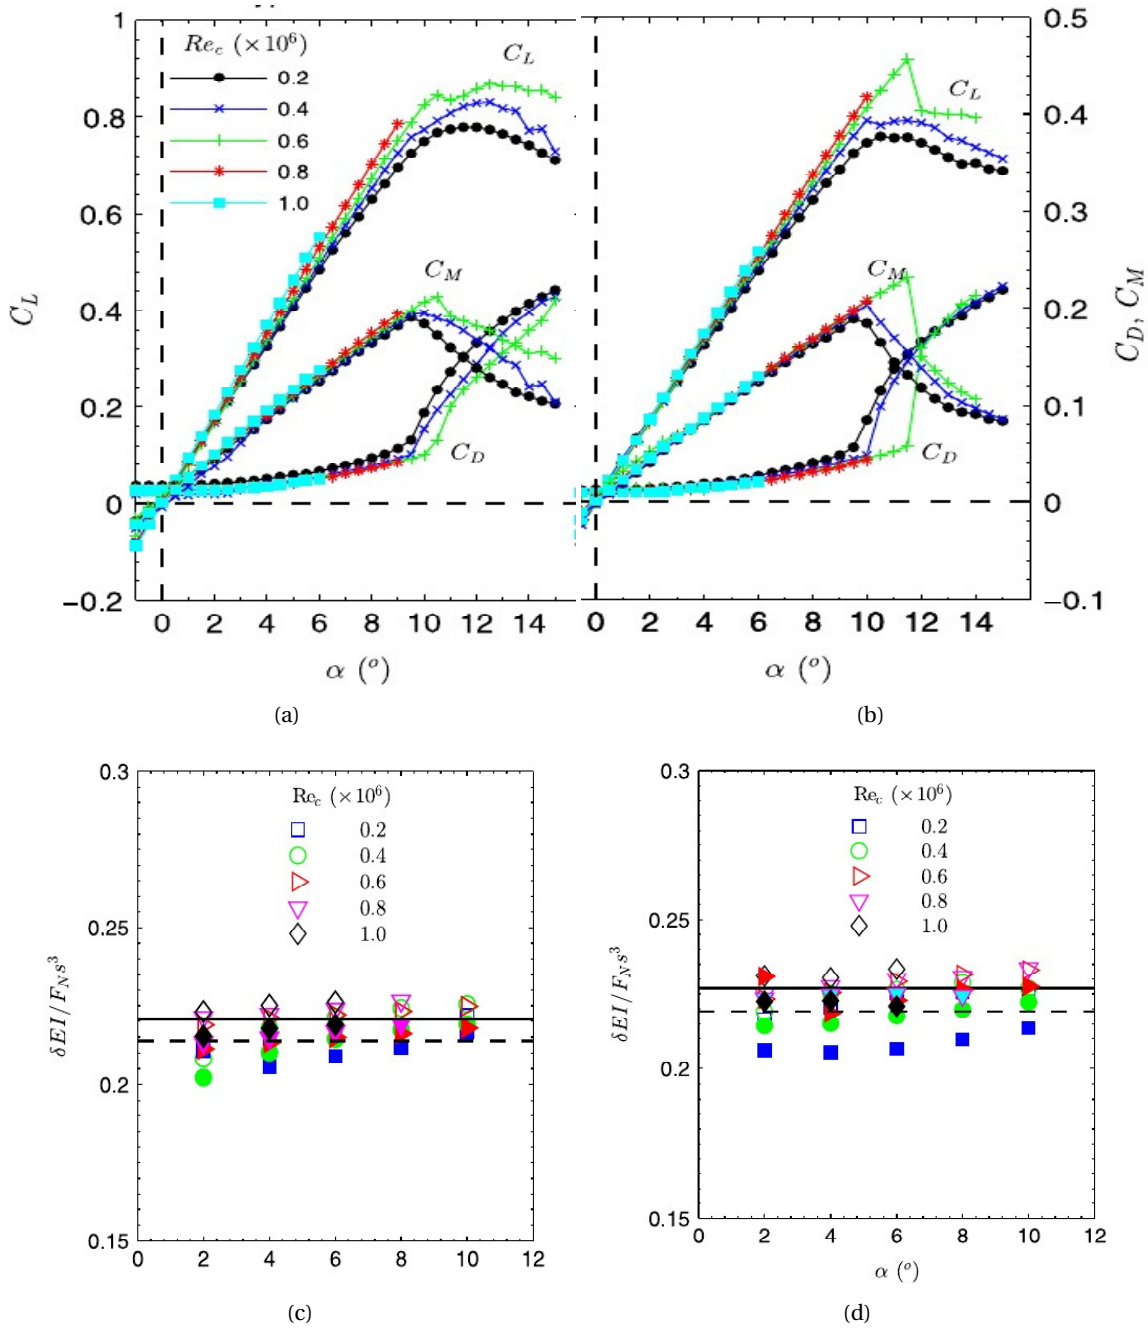 1
Re_c (×10^6)
0.2
0.4
0.6
0.8
1.0
C_L
C_M
C_D
0.8
0.6
0.4
0.2
0
−0.2
C_L
0 2 4 6 8 10 12 14
α (°)
(a)
C_L
C_M
C_D
0.5
0.4
0.3
0.2
0.1
0
−0.1
C_D, C_M
0 2 4 6 8 10 12 14
α (°)
(b)
0.3
0.25
0.2
0.15
δEI/F_N s^3
Re_c (×10^6)
0.2
0.4
0.6
0.8
1.0
0 2 4 6 8 10 12
(c)
0.3
0.25
0.2
0.15
δEI/F_N s^3
Re_c (×10^6)
0.2
0.4
0.6
0.8
1.0
0 2 4 6 8 10 12
α (°)
(d)